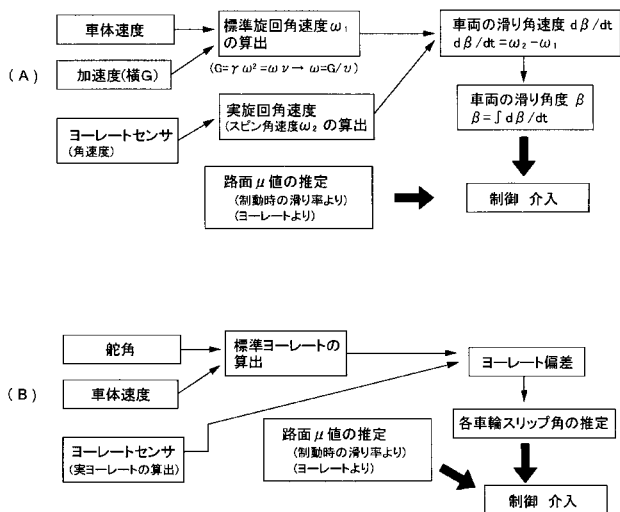 (A)
車体速度
加速度(横G)
標準旋回角速度ω₁
の算出
(G=γω²=ων→ω=G/υ)
ヨーレートセンサ
(角速度)
実旋回角速度
(スピン角速度ω₂の算出)
車両の滑り角速度 dβ/dt
dβ/dt=ω₂−ω₁
車両の滑り角度 β
β=∫dβ/dt
路面μ値の推定
(制動時の滑り率より)
(ヨーレートより)
制御 介入
(B)
舵角
車体速度
標準ヨーレートの
算出
ヨーレートセンサ
(実ヨーレートの算出)
ヨーレート偏差
各車輪スリップ角の推定
路面μ値の推定
(制動時の滑り率より)
(ヨーレートより)
制御 介入